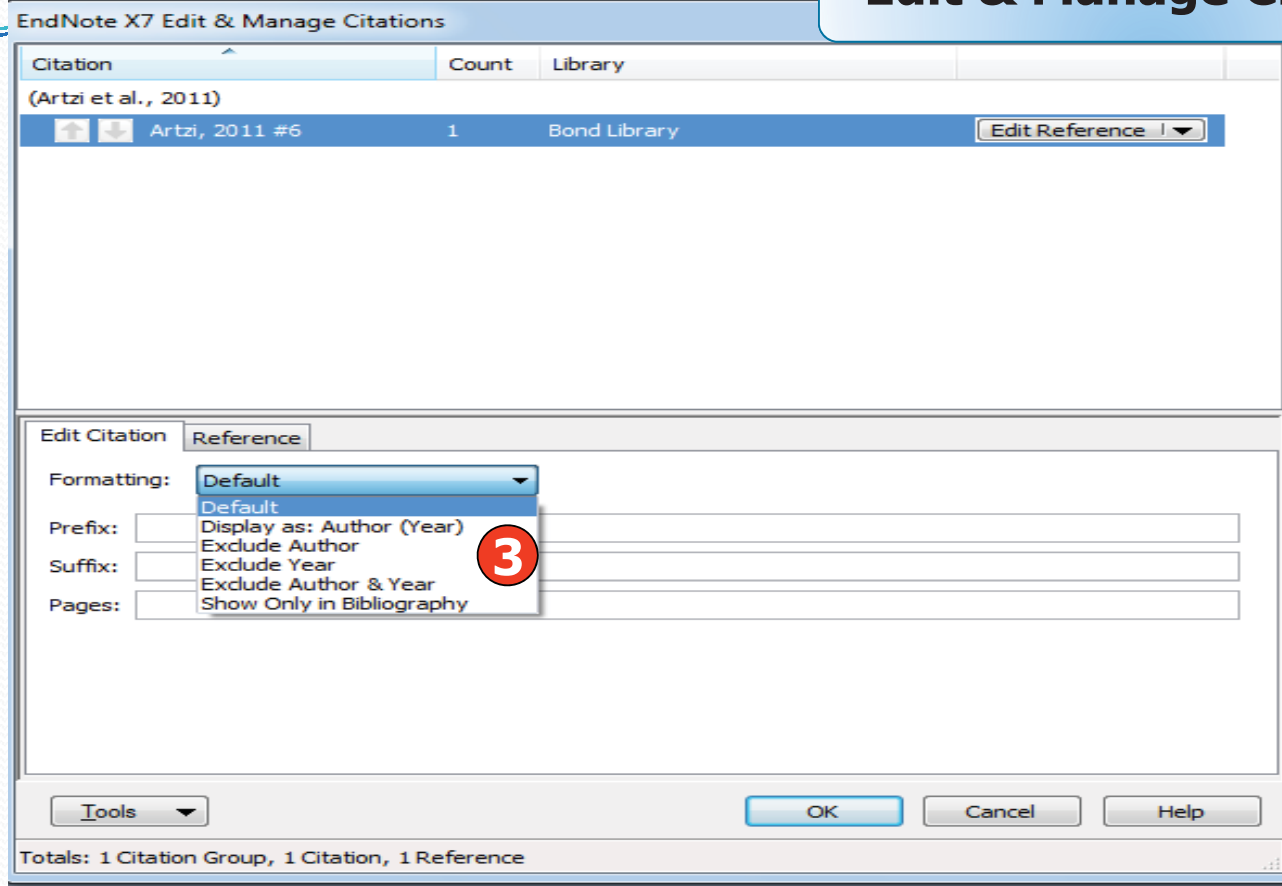 Edit & Manage C
EndNote X7 Edit & Manage Citations
Citation Count Library
(Artzi et al., 2011)
Artzi, 2011 #6 1 Bond Library Edit Reference
Edit Citation Reference
Formatting: Default
Default
Prefix: Display as: Author (Year)
Exclude Author
3
Suffix: Exclude Year
Exclude Author & Year
Pages: Show Only in Bibliography
Tools OK Cancel Help
Totals: 1 Citation Group, 1 Citation, 1 Reference